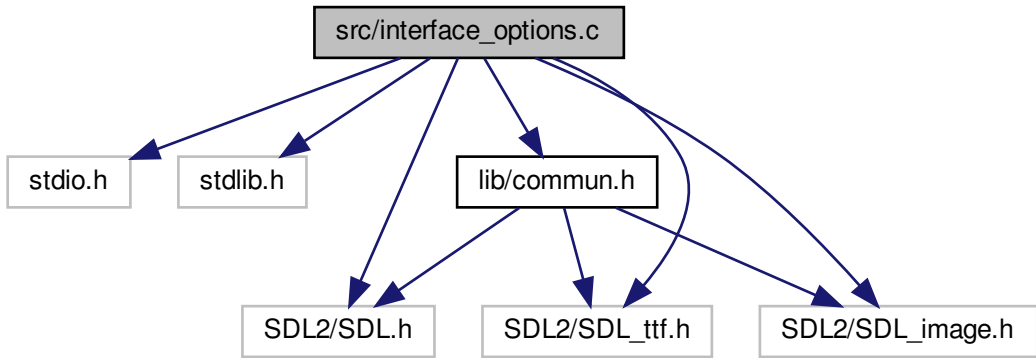 src/interface_options.c
stdio.h
stdlib.h
lib/commun.h
SDL2/SDL.h
SDL2/SDL_ttf.h
SDL2/SDL_image.h